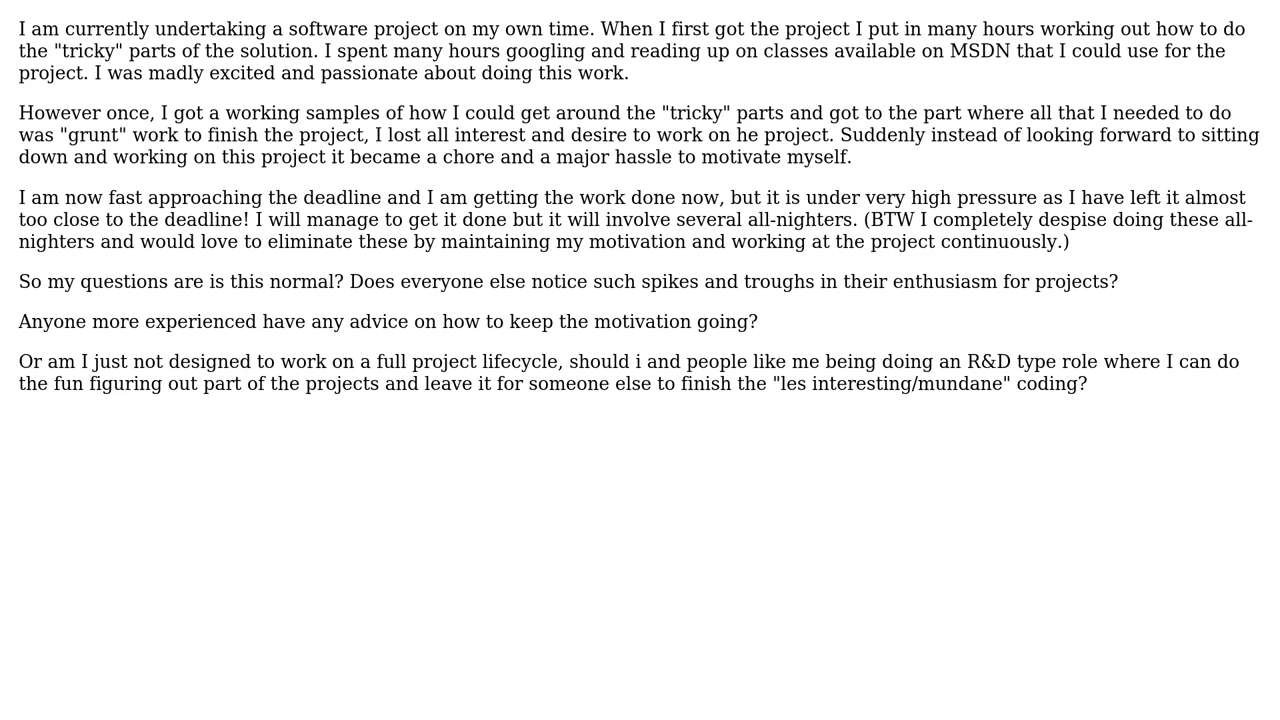 I am currently undertaking a software project on my own time. When I first got the project I put in many hours working out how to do
the "tricky" parts of the solution. I spent many hours googling and reading up on classes available on MSDN that I could use for the
project. I was madly excited and passionate about doing this work.
However once, I got a working samples of how I could get around the "tricky" parts and got to the part where all that I needed to do
was "grunt" work to finish the project, I lost all interest and desire to work on he project. Suddenly instead of looking forward to sitting
down and working on this project it became a chore and a major hassle to motivate myself.
I am now fast approaching the deadline and I am getting the work done now, but it is under very high pressure as I have left it almost
too close to the deadline! I will manage to get it done but it will involve several all-nighters. (BTW I completely despise doing these all-
nighters and would love to eliminate these by maintaining my motivation and working at the project continuously.)
So my questions are is this normal? Does everyone else notice such spikes and troughs in their enthusiasm for projects?
Anyone more experienced have any advice on how to keep the motivation going?
Or am I just not designed to work on a full project lifecycle, should i and people like me being doing an R&D type role where I can do
the fun figuring out part of the projects and leave it for someone else to finish the "les interesting/mundane" coding?